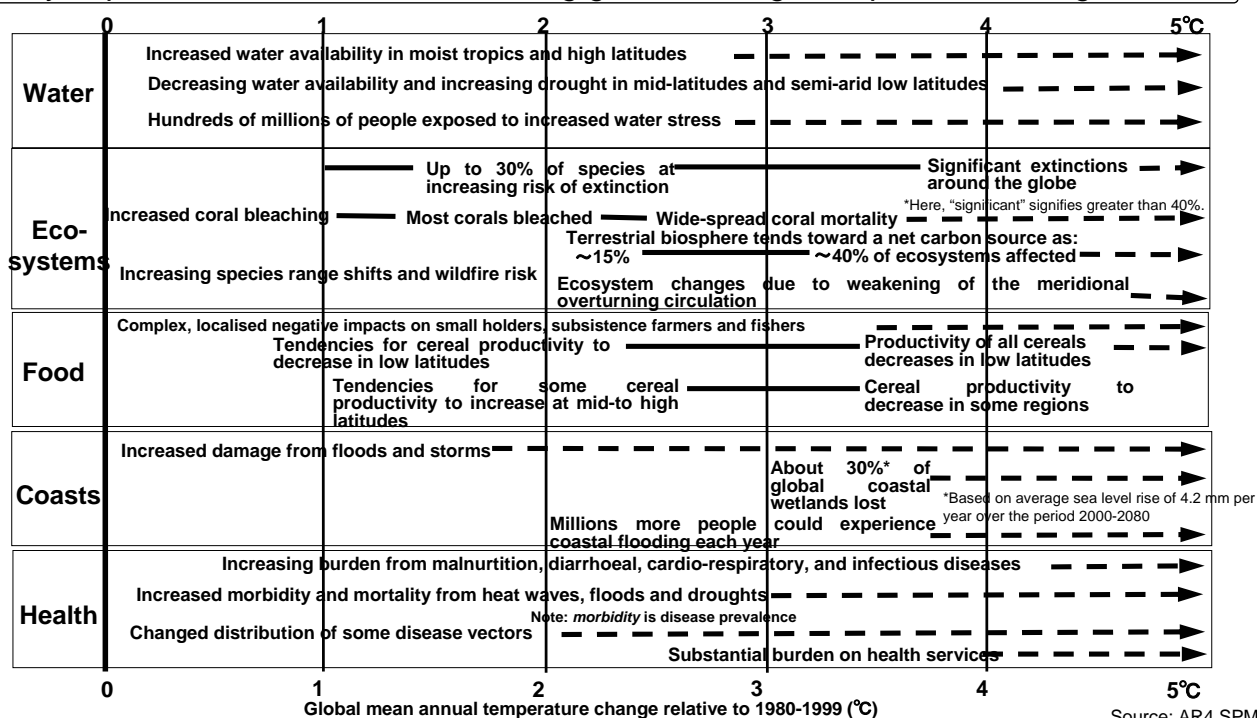 0 1 2 3 4 5℃
Water
Increased water availability in moist tropics and high latitudes
Decreasing water availability and increasing drought in mid-latitudes and semi-arid low latitudes
Hundreds of millions of people exposed to increased water stress
Eco-
systems
Up to 30% of species at
increasing risk of extinction
Significant extinctions
around the globe
*Here, “significant” signifies greater than 40%.
Increased coral bleaching
Most corals bleached
Wide-spread coral mortality
Terrestrial biosphere tends toward a net carbon source as:
~15%
~40% of ecosystems affected
Increasing species range shifts and wildfire risk
Ecosystem changes due to weakening of the meridional
overturning circulation
Food
Complex, localised negative impacts on small holders, subsistence farmers and fishers
Tendencies for cereal productivity to
decrease in low latitudes
Productivity of all cereals
decreases in low latitudes
Tendencies for some cereal
productivity to increase at mid-to high
latitudes
Cereal productivity to
decrease in some regions
Coasts
Increased damage from floods and storms
About 30%* of
global coastal
wetlands lost
*Based on average sea level rise of 4.2 mm per
year over the period 2000-2080
Millions more people could experience
coastal flooding each year
Health
Increasing burden from malnurtition, diarrhoeal, cardio-respiratory, and infectious diseases
Increased morbidity and mortality from heat waves, floods and droughts
Note: morbidity is disease prevalence
Changed distribution of some disease vectors
Substantial burden on health services
0 1 2 3 4 5℃
Global mean annual temperature change relative to 1980-1999 (℃)
Source: AR4 SPM